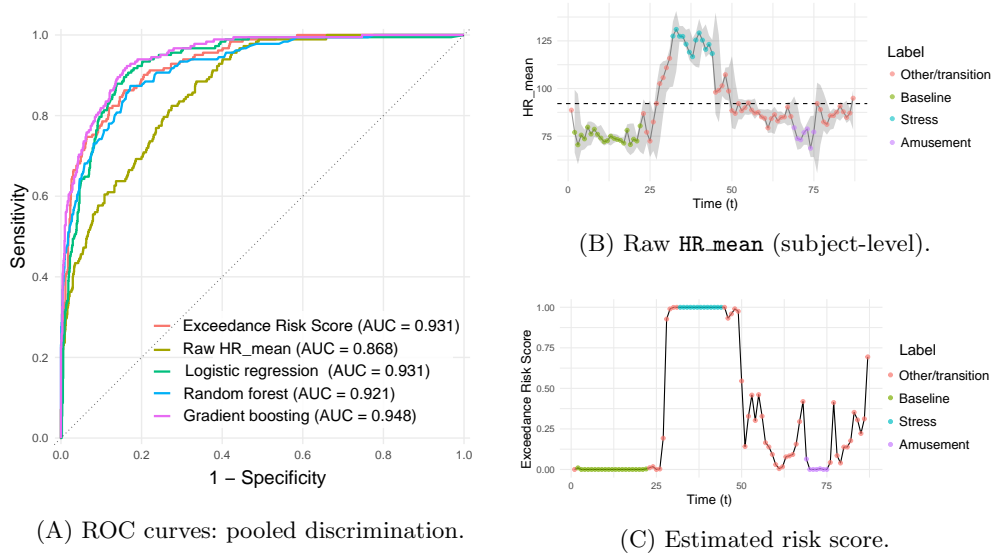 1.0
0.8
0.6
0.4
0.2
0.0
Sensitivity
0.0 0.2 0.4 0.6 0.8 1.0
1 − Specificity
Exceedance Risk Score (AUC = 0.931)
Raw HR_mean (AUC = 0.868)
Logistic regression (AUC = 0.931)
Random forest (AUC = 0.921)
Gradient boosting (AUC = 0.948)
(A) ROC curves: pooled discrimination.
125
100
75
HR_mean
0 25 50 75
Time (t)
Label
Other/transition
Baseline
Stress
Amusement
(B) Raw HR_mean (subject-level).
1.00
0.75
0.50
0.25
0.00
Exceedance Risk Score
0 25 50 75
Time (t)
Label
Other/transition
Baseline
Stress
Amusement
(C) Estimated risk score.